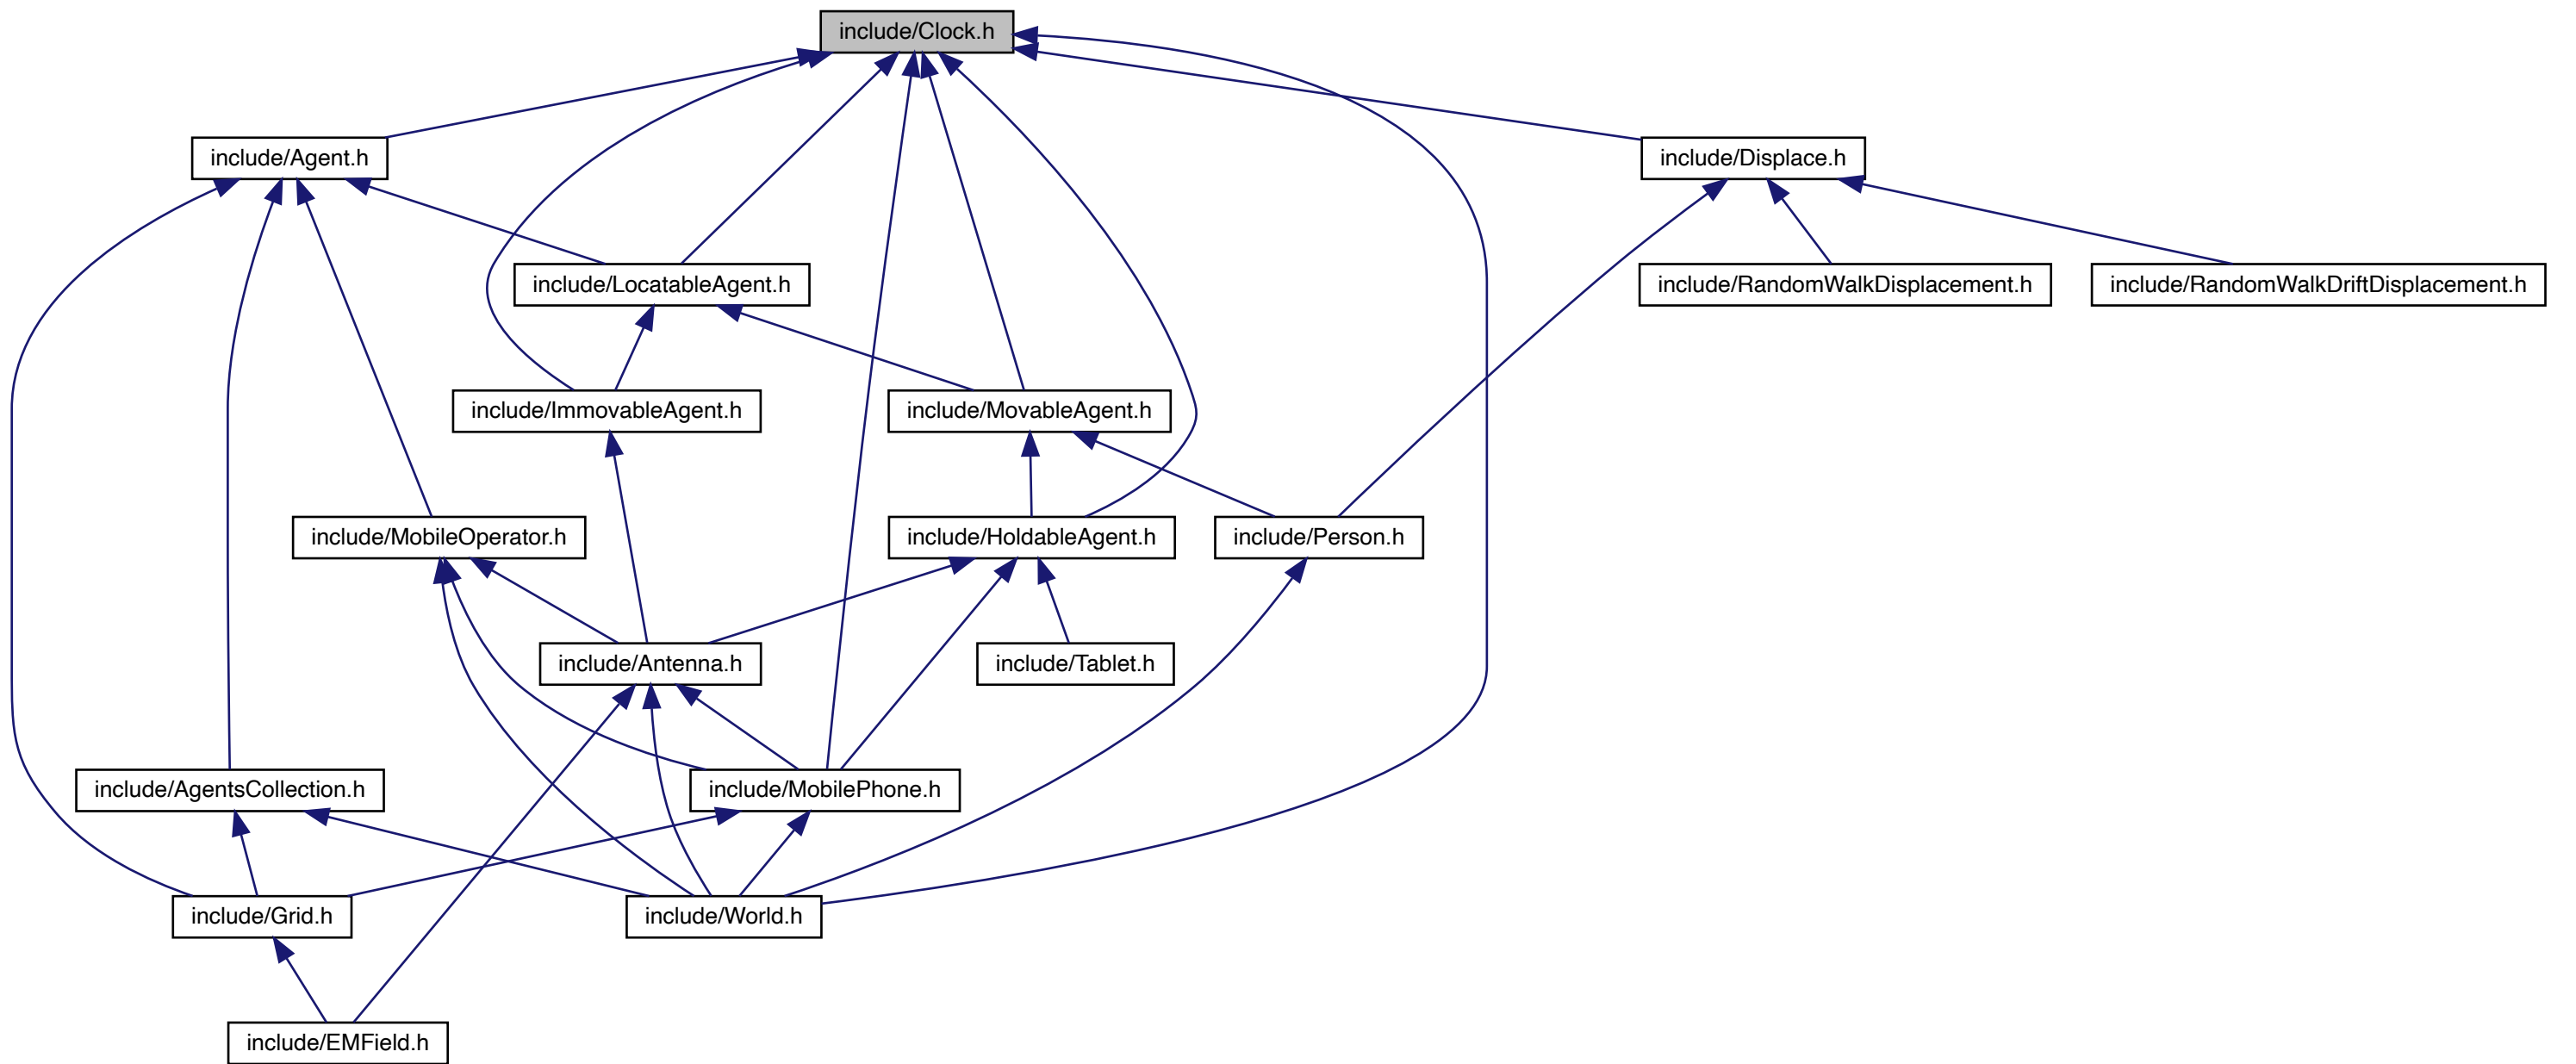 include/Clock.h
include/Agent.h
include/Displace.h
include/LocatableAgent.h
include/RandomWalkDisplacement.h
include/RandomWalkDriftDisplacement.h
include/ImmovableAgent.h
include/MovableAgent.h
include/MobileOperator.h
include/HoldableAgent.h
include/Person.h
include/Antenna.h
include/Tablet.h
include/AgentsCollection.h
include/MobilePhone.h
include/Grid.h
include/World.h
include/EMField.h